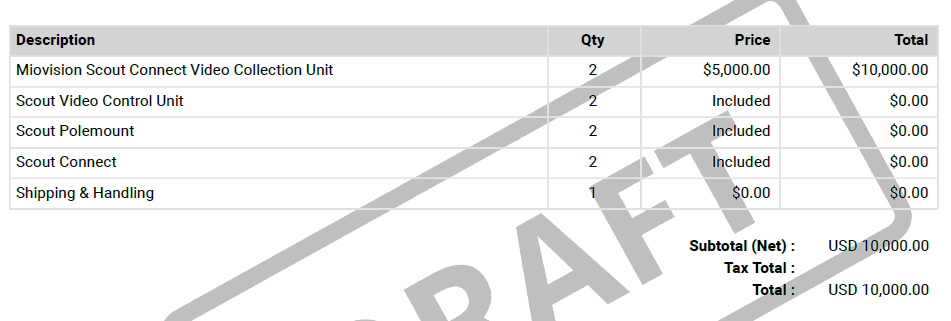 Description Qty Price Total
Miovision Scout Connect Video Collection Unit 2 $5,000.00 $10,000.00
Scout Video Control Unit 2 Included $0.00
Scout Polemount 2 Included $0.00
Scout Connect 2 Included $0.00
Shipping & Handling 1 $0.00 $0.00
Subtotal (Net) : USD 10,000.00
Tax Total :
Total : USD 10,000.00
DRAFT